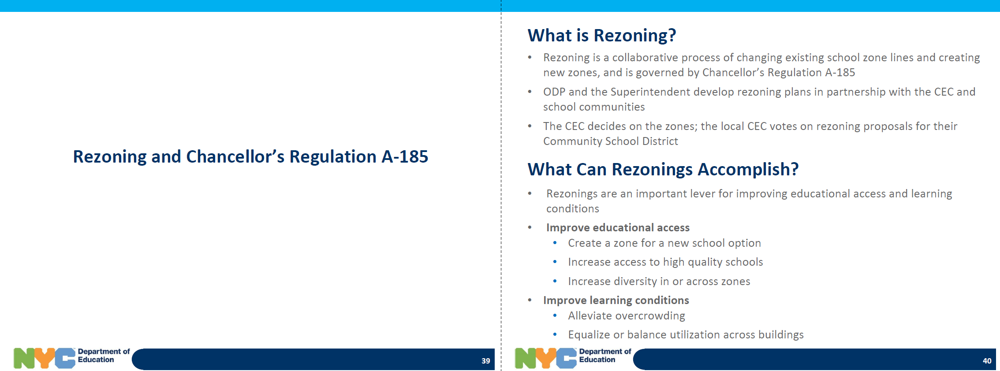 Rezoning and Chancellor’s Regulation A-185
NYC Department of
Education
39
What is Rezoning?
• Rezoning is a collaborative process of changing existing school zone lines and creating
new zones, and is governed by Chancellor’s Regulation A-185
• ODP and the Superintendent develop rezoning plans in partnership with the CEC and
school communities
• The CEC decides on the zones; the local CEC votes on rezoning proposals for their
Community School District
What Can Rezonings Accomplish?
• Rezonings are an important lever for improving educational access and learning
conditions
• Improve educational access
• Create a zone for a new school option
• Increase access to high quality schools
• Increase diversity in or across zones
• Improve learning conditions
• Alleviate overcrowding
• Equalize or balance utilization across buildings
NYC Department of
Education
40